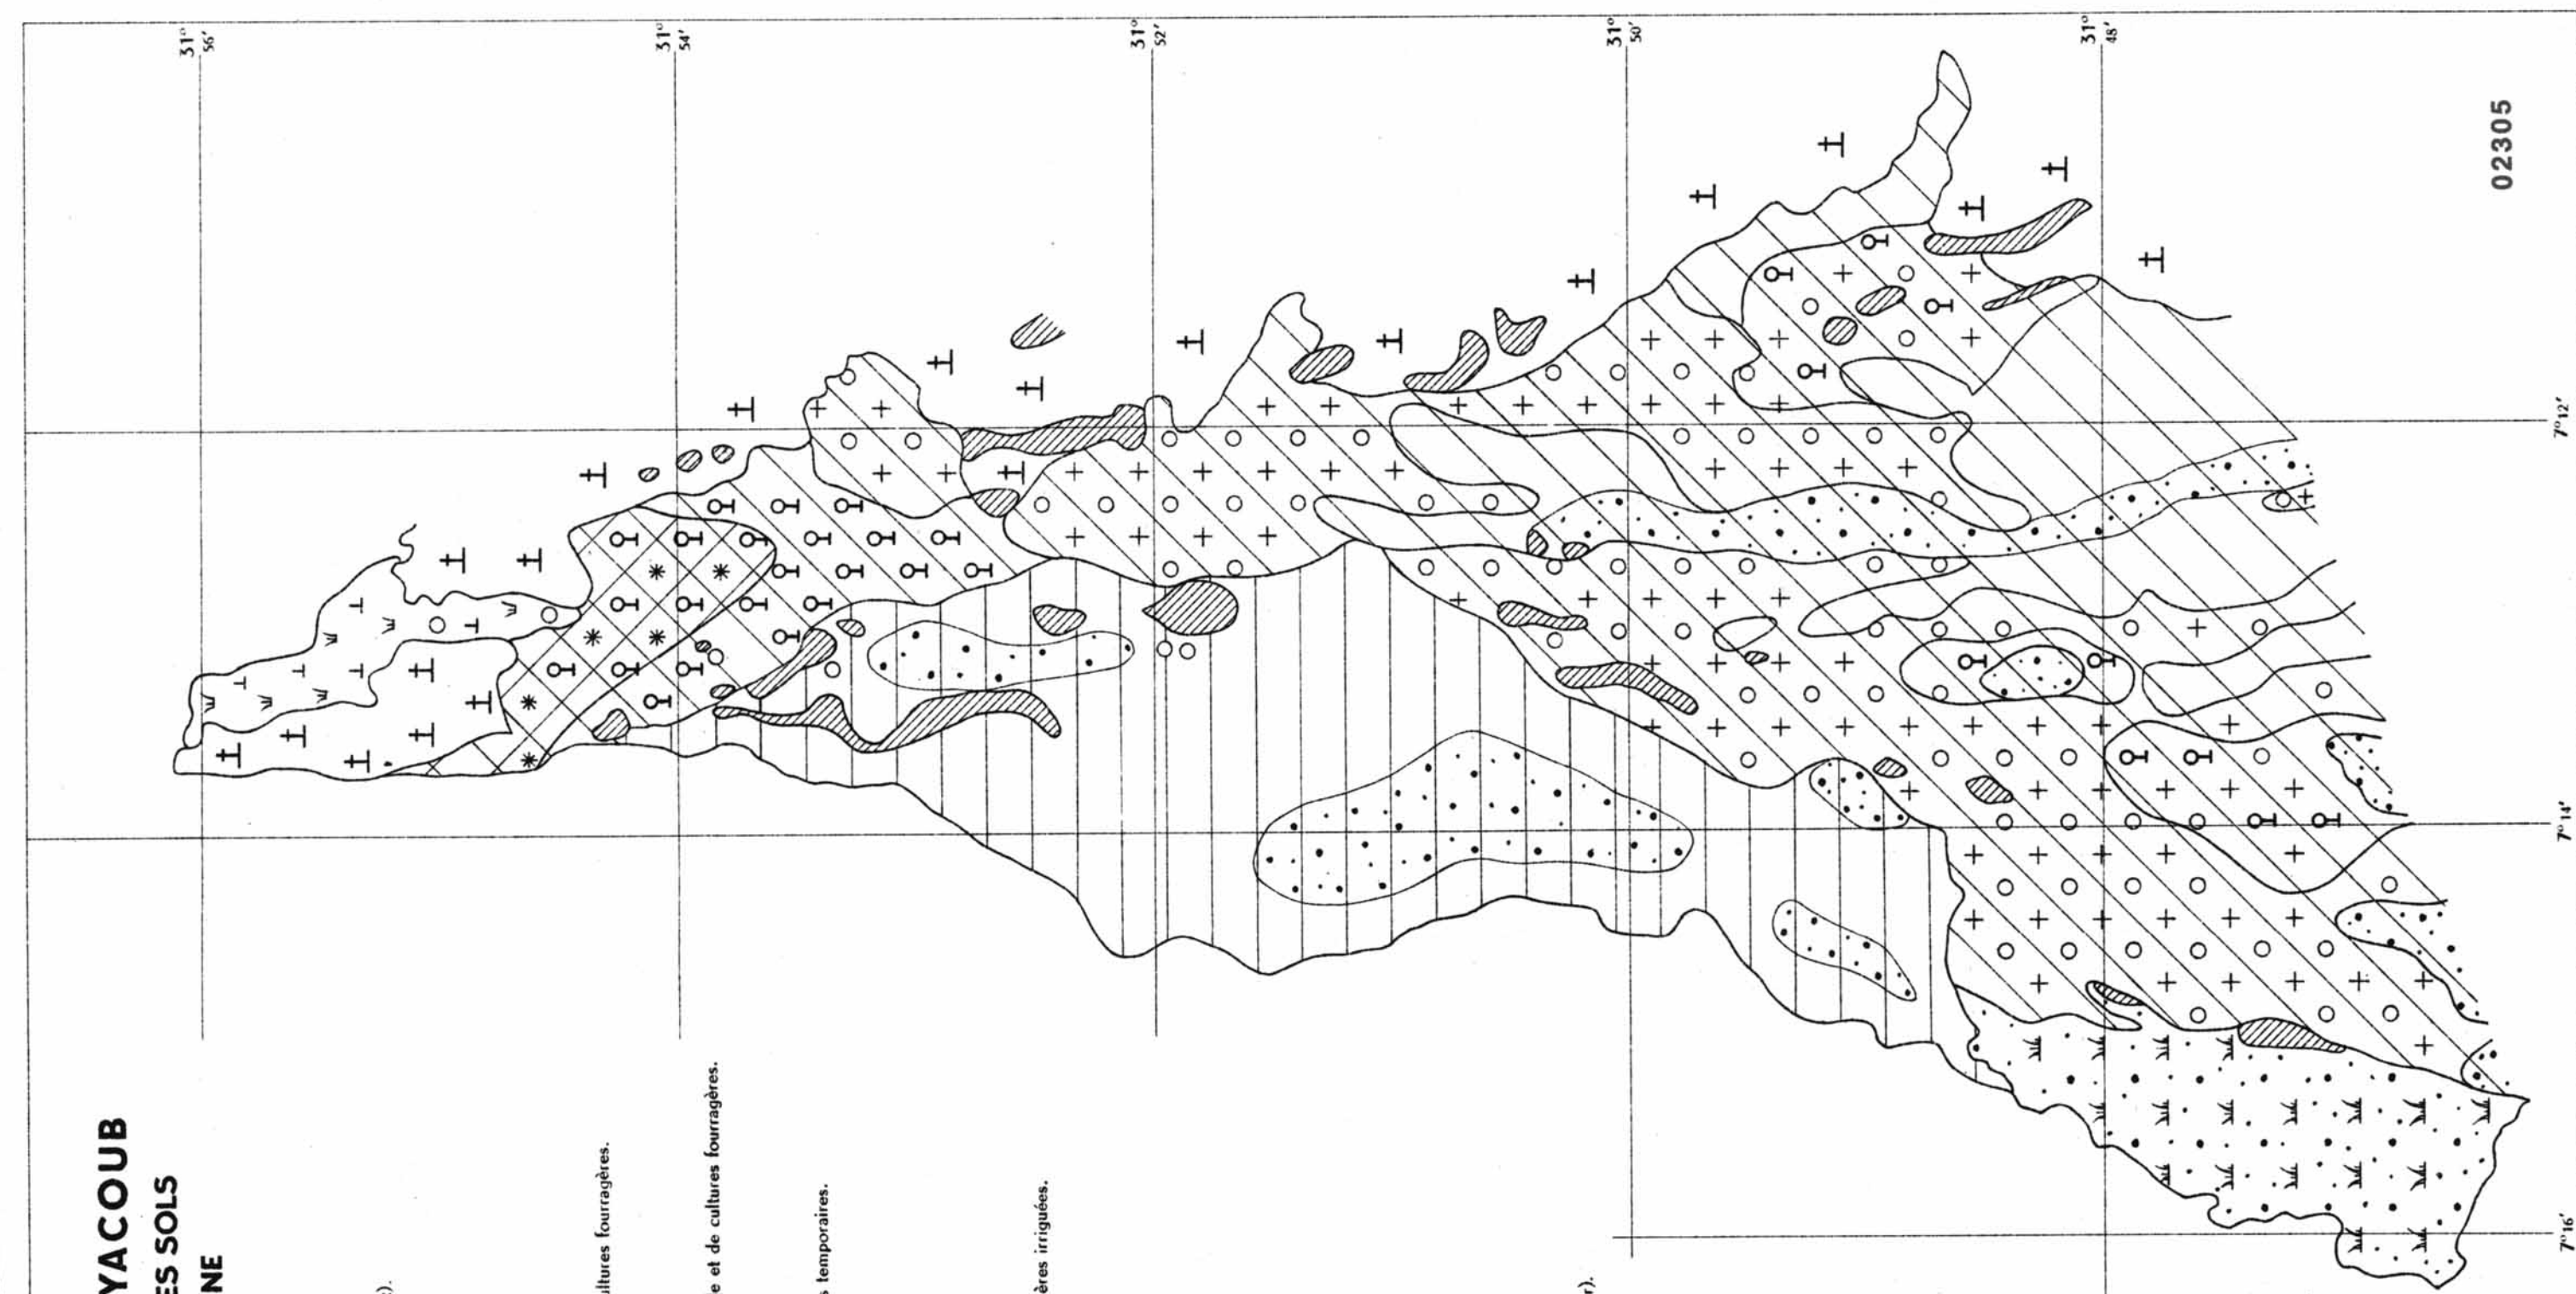 YACOUB
ES SOLS
NE
).
ultures fourragères.
e et de cultures fourragères.
s temporaires.
ères irriguées.
r).
31° 56'
31° 54'
31° 52'
31° 50'
31° 48'
7° 12'
7° 14'
7° 16'
02305